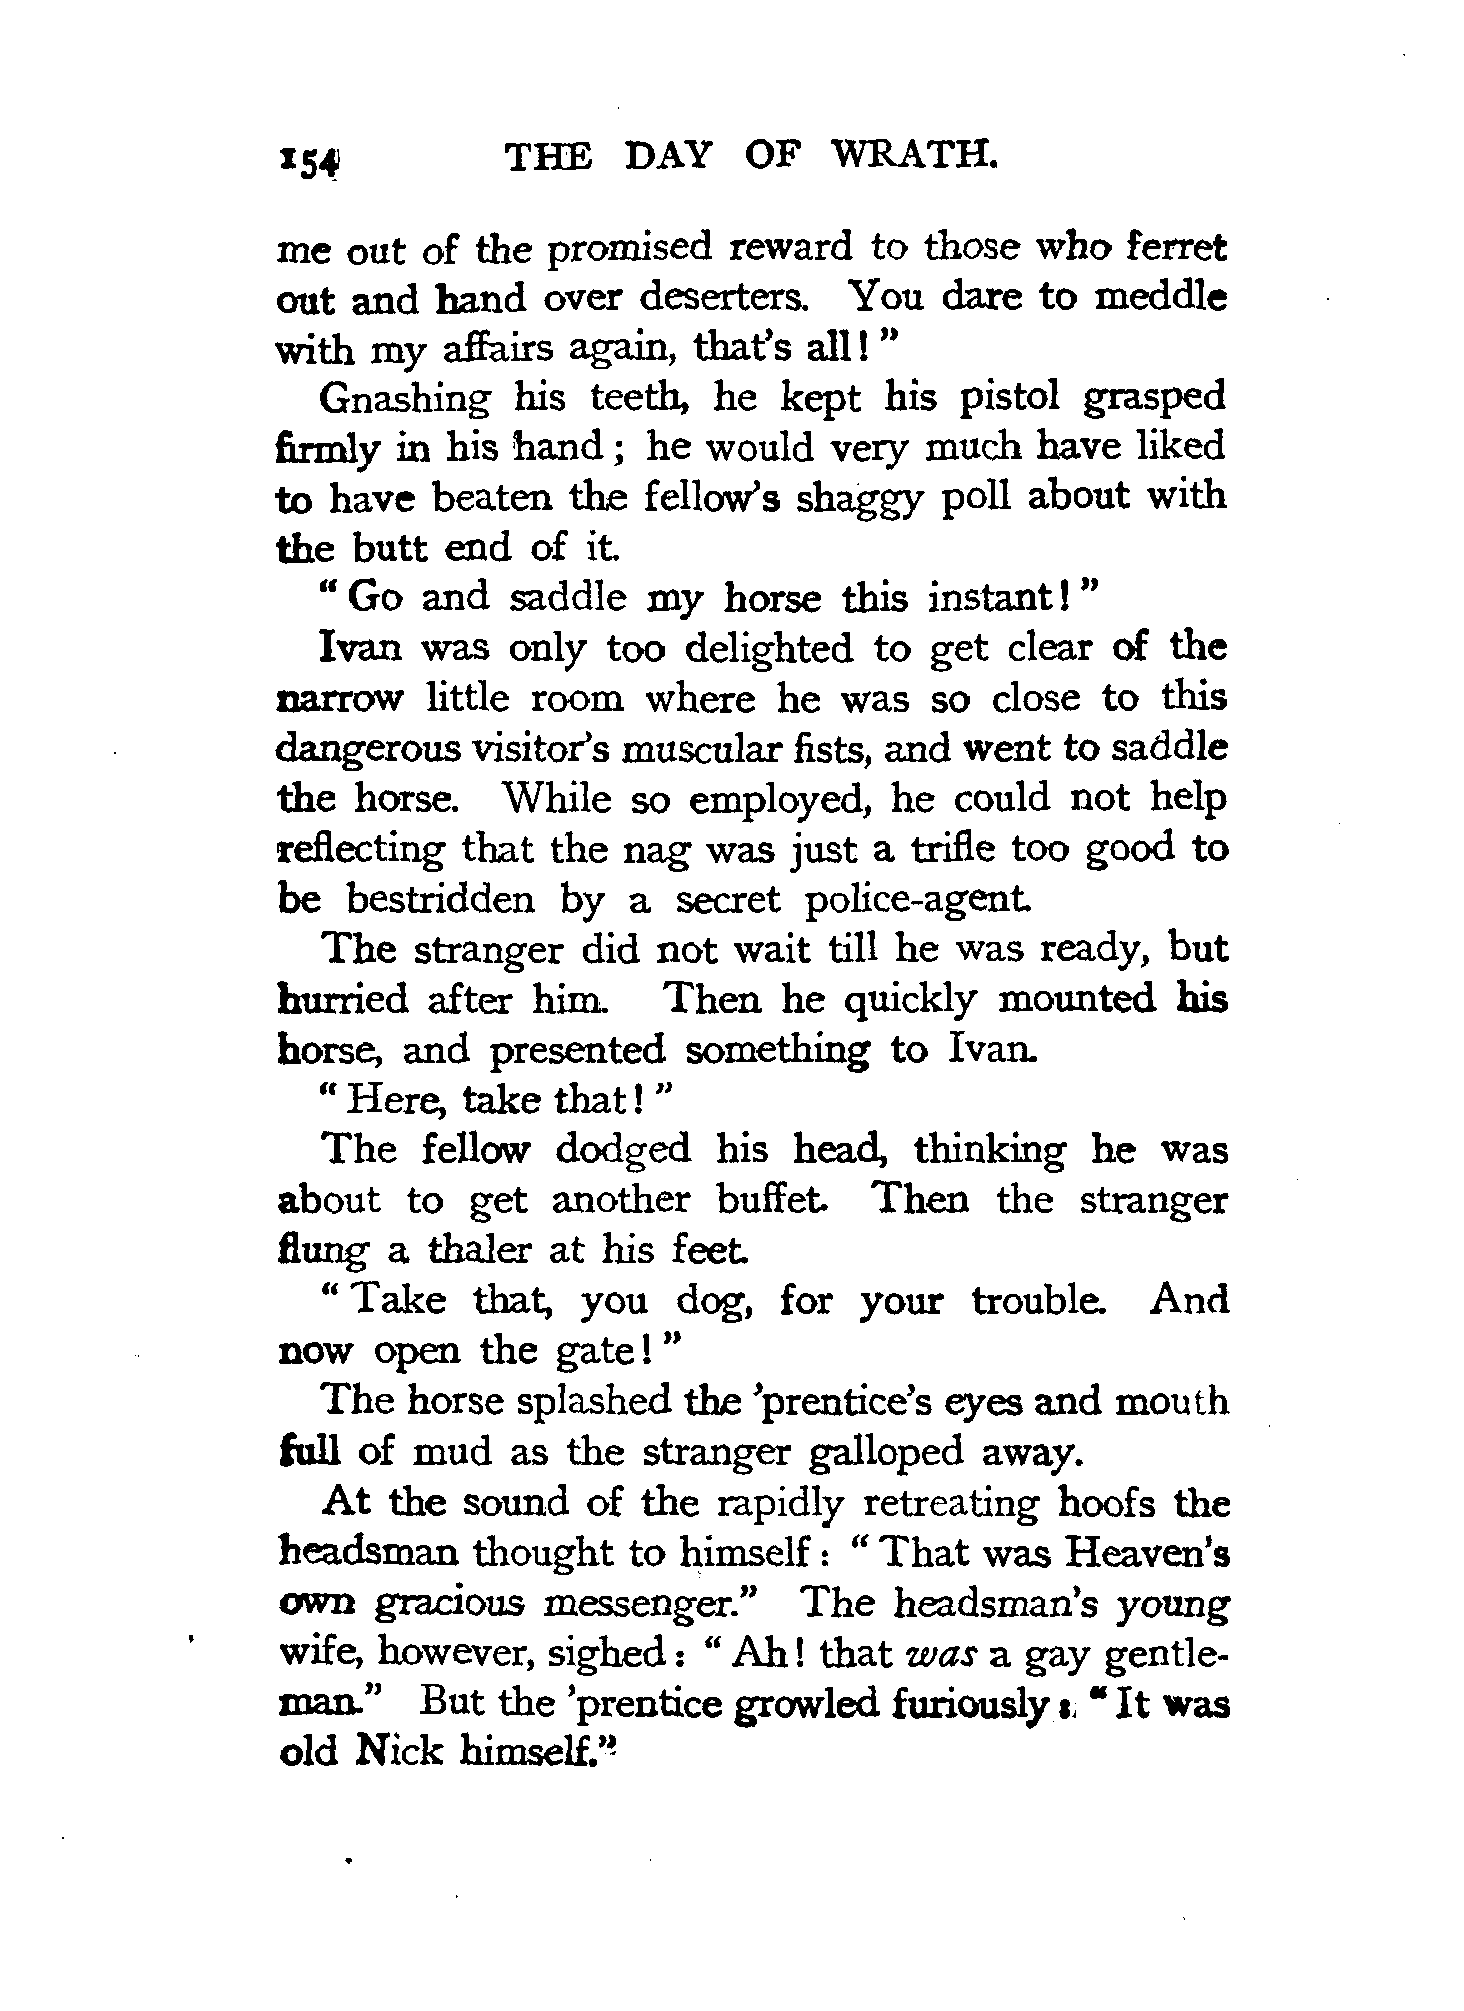 154 THE DAY OF WRATH.
me out of the promised reward to those who ferret
out and hand over deserters. You dare to meddle
with my affairs again, that's all! "
Gnashing his teeth, he kept his pistol grasped
firmly in his hand; he would very much have liked
to have beaten the fellow's shaggy poll about with
the butt end of it.
" Go and saddle my horse this instant! "
Ivan was only too delighted to get clear of the
narrow little room where he was so close to this
dangerous visitor's muscular fists, and went to saddle
the horse. While so employed, he could not help
reflecting that the nag was just a trifle too good to
be bestridden by a secret police-agent.
The stranger did not wait till he was ready, but
hurried after him. Then he quickly mounted his
horse, and presented something to Ivan.
" Here, take that! "
The fellow dodged his head, thinking he was
about to get another buffet. Then the stranger
flung a thaler at his feet.
" Take that, you dog, for your trouble. And
now open the gate! "
The horse splashed the 'prentice's eyes and mouth
full of mud as the stranger galloped away.
At the sound of the rapidly retreating hoofs the
headsman thought to himself: " That was Heaven's
own gracious messenger." The headsman's young
wife, however, sighed: " Ah! that was a gay gentle-
man." But the 'prentice growled furiously: " It was
old Nick himself."